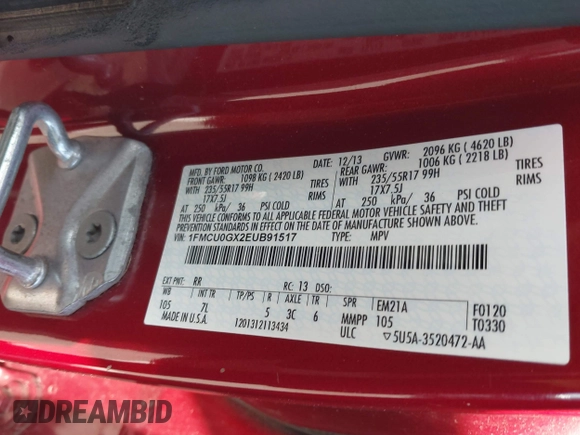 MFD. BY FORD MOTOR CO.
DATE: 12/13
GVWR: 2096 KG ( 4620 LB)
FRONT GAWR: 1098 KG ( 2420 LB)
REAR GAWR: 1006 KG ( 2218 LB)
WITH 235/55R17 99H TIRES
WITH 235/55R17 99H TIRES
17X7.5J RIMS
17X7.5J RIMS
AT 250 kPa/ 36 PSI COLD
AT 250 kPa/ 36 PSI COLD
THIS VEHICLE CONFORMS TO ALL APPLICABLE FEDERAL MOTOR VEHICLE SAFETY AND THEFT
PREVENTION STANDARDS IN EFFECT ON THE DATE OF MANUFACTURE SHOWN ABOVE.
VIN: 1FMCU0GX2EUB91517
TYPE: MPV
EXT PNT: RR RC: 13 DSO:
WB INT TR TP/PS R AXLE TR SPR
105 7L 5 3C 6 MMPP
MADE IN U.S.A. 1201312113434 ULC
EM21A
105
F0120
T0330
▽5U5A-3520472-AA
DREAMBID